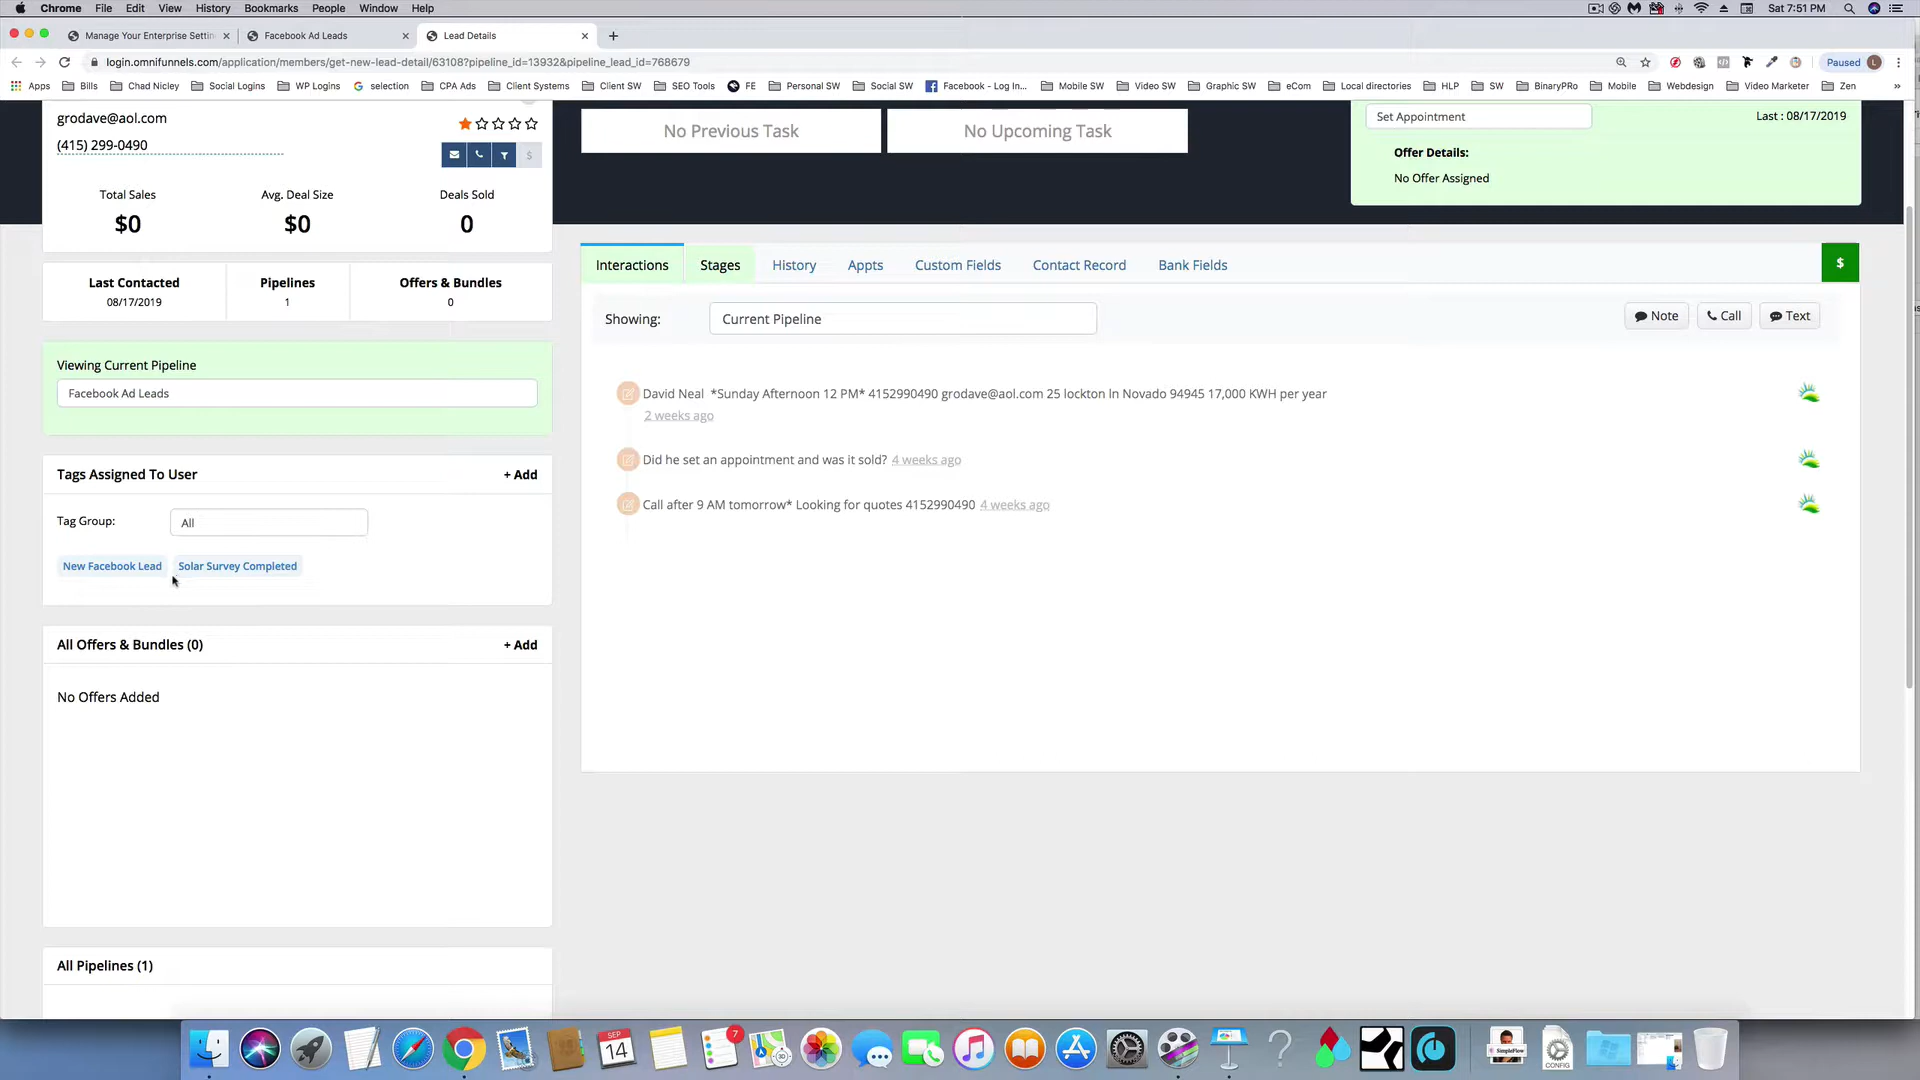 Chrome File Edit View History Bookmarks People Window Help Sat 7:51 PM
Manage Your Enterprise Settin Facebook Ad Leads Lead Details
login.omnifunnels.com/application/members/get-new-lead-detail/63108?pipeline_id=13932&pipeline_lead_id=768679 Paused L
Apps Bills Chad Nicley Social Logins WP Logins selection CPA Ads Client Systems Client SW SEO Tools FE Personal SW Social SW Facebook - Log In... Mobile SW Video SW Graphic SW eCom Local directories HLP SW BinaryPRo Mobile Webdesign Video Marketer Zen »
grodave@aol.com
(415) 299-0490
$
Total Sales Avg. Deal Size Deals Sold
$0 $0 0
No Previous Task No Upcoming Task
Set Appointment Last : 08/17/2019
Offer Details:
No Offer Assigned
Last Contacted Pipelines Offers & Bundles
08/17/2019 1 0
Viewing Current Pipeline
Facebook Ad Leads
Tags Assigned To User + Add
Tag Group: All
New Facebook Lead Solar Survey Completed
All Offers & Bundles (0) + Add
No Offers Added
All Pipelines (1)
Interactions Stages History Appts Custom Fields Contact Record Bank Fields $
Showing: Current Pipeline Note Call Text
David Neal *Sunday Afternoon 12 PM* 4152990490 grodave@aol.com 25 lockton ln Novado 94945 17,000 KWH per year
2 weeks ago
Did he set an appointment and was it sold? 4 weeks ago
Call after 9 AM tomorrow* Looking for quotes 4152990490 4 weeks ago
SEP
14
7
SimpleFlow
CONFIG